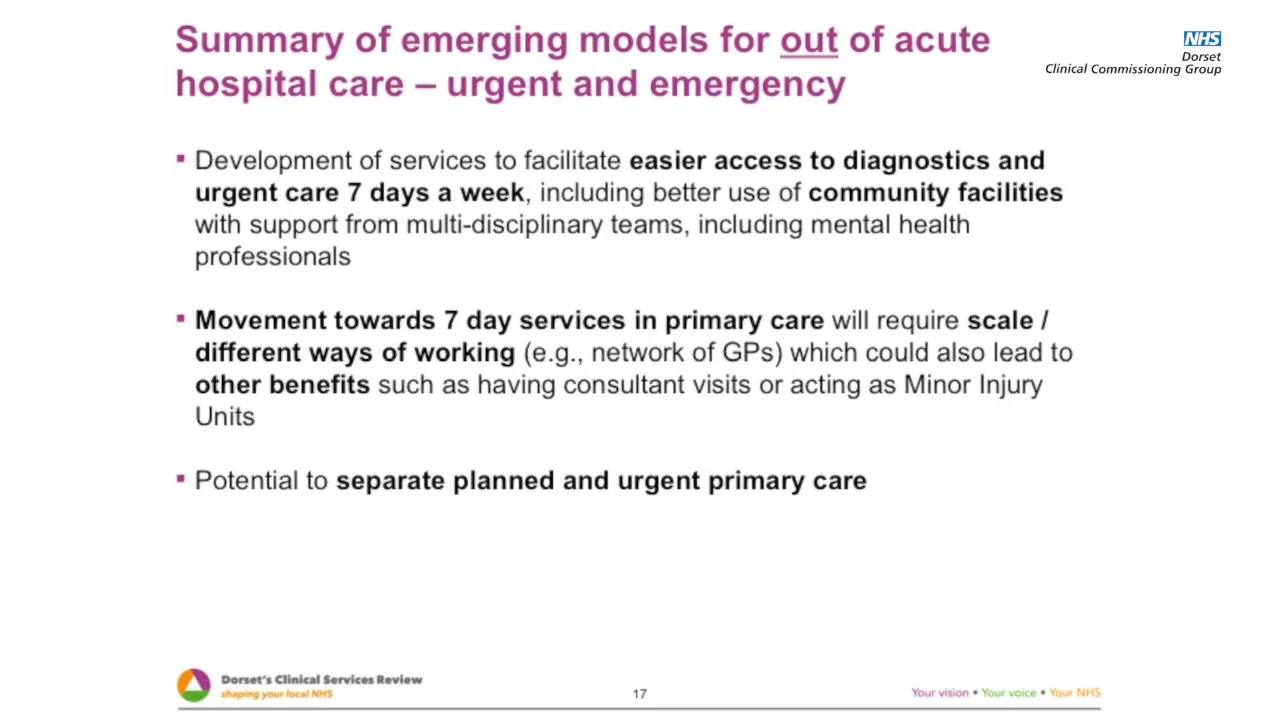 Summary of emerging models for out of acute
hospital care – urgent and emergency
NHS
Dorset
Clinical Commissioning Group
▪ Development of services to facilitate easier access to diagnostics and
urgent care 7 days a week, including better use of community facilities
with support from multi-disciplinary teams, including mental health
professionals
▪ Movement towards 7 day services in primary care will require scale /
different ways of working (e.g., network of GPs) which could also lead to
other benefits such as having consultant visits or acting as Minor Injury
Units
▪ Potential to separate planned and urgent primary care
Dorset's Clinical Services Review
shaping your local NHS
17
Your vision • Your voice • Your NHS